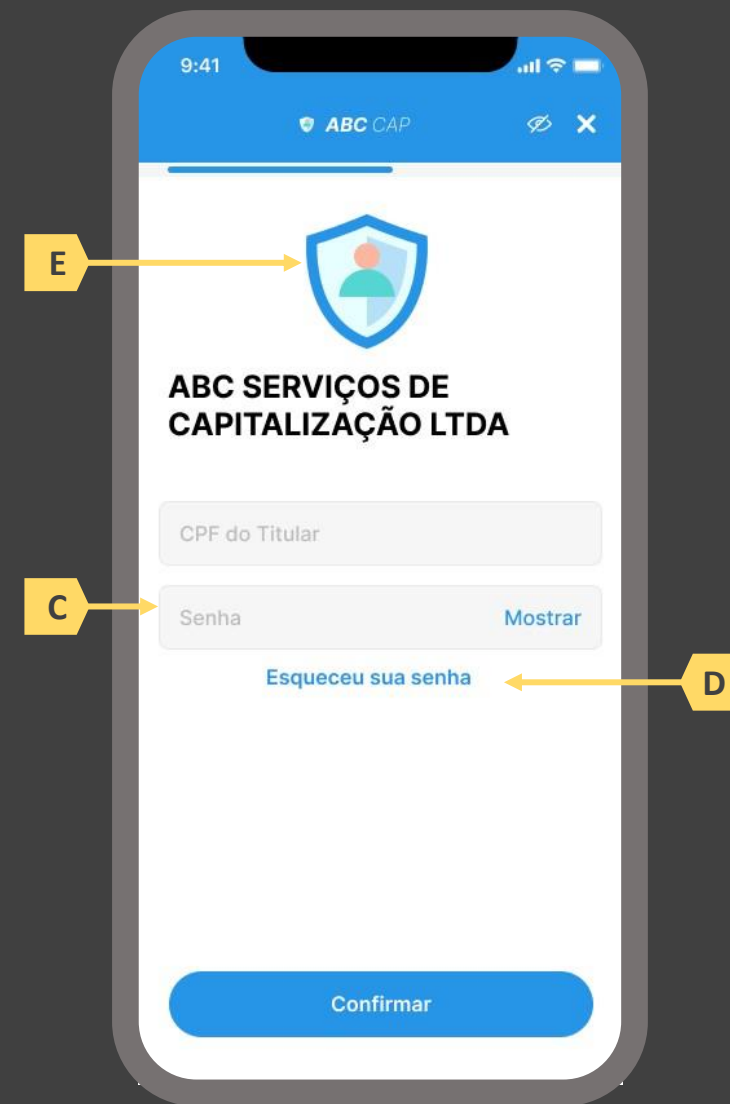 9:41
ABC CAP
E
ABC SERVIÇOS DE
CAPITALIZAÇÃO LTDA
CPF do Titular
C
Senha Mostrar
Esqueceu sua senha
D
Confirmar